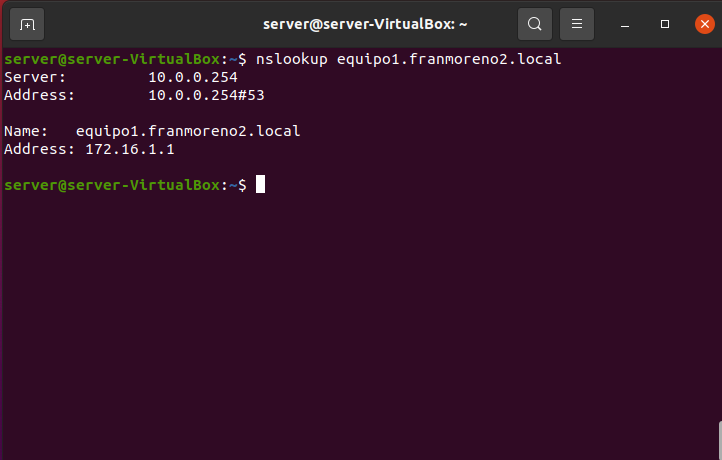 server@server-VirtualBox: ~
server@server-VirtualBox:~$ nslookup equipo1.franmoreno2.local
Server:         10.0.0.254
Address:        10.0.0.254#53
Name:   equipo1.franmoreno2.local
Address: 172.16.1.1
server@server-VirtualBox:~$